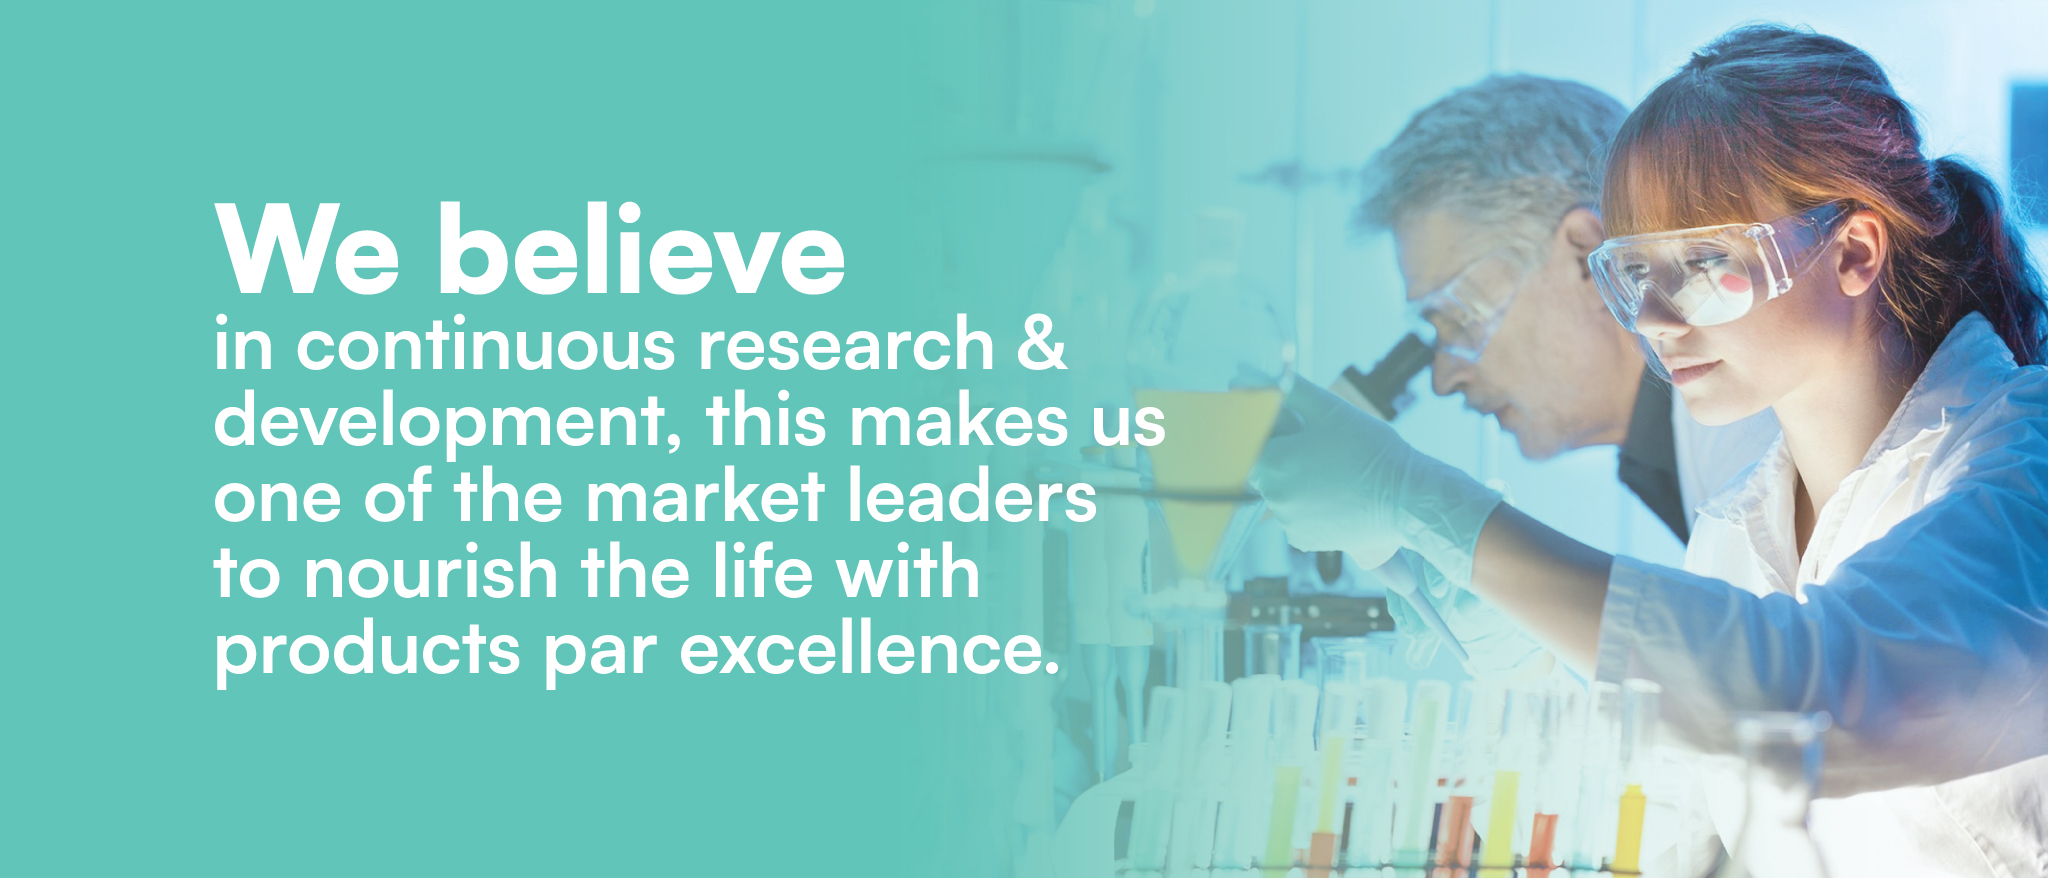 We believe
in continuous research &
development, this makes us
one of the market leaders
to nourish the life with
products par excellence.